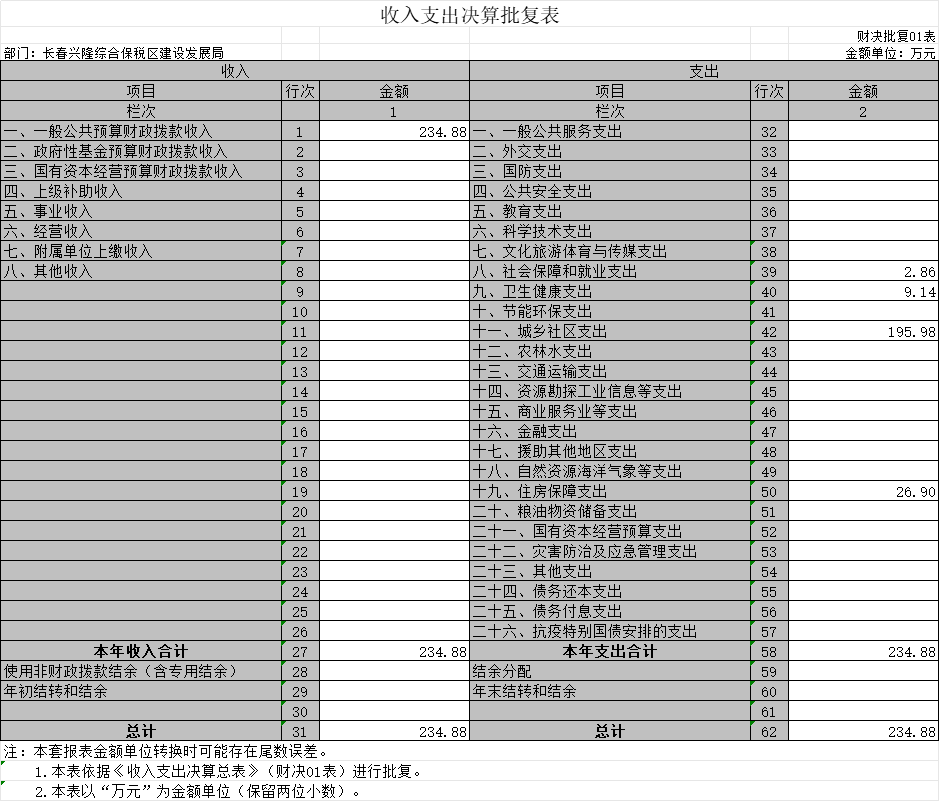 收入支出决算批复表
财决批复01表
部门：长春兴隆综合保税区建设发展局 金额单位：万元
收入 支出
项目 行次 金额 项目 行次 金额
栏次 1 栏次 2
一、一般公共预算财政拨款收入 1 234.88 一、一般公共服务支出 32
二、政府性基金预算财政拨款收入 2 二、外交支出 33
三、国有资本经营预算财政拨款收入 3 三、国防支出 34
四、上级补助收入 4 四、公共安全支出 35
五、事业收入 5 五、教育支出 36
六、经营收入 6 六、科学技术支出 37
七、附属单位上缴收入 7 七、文化旅游体育与传媒支出 38
八、其他收入 8 八、社会保障和就业支出 39 2.86
9 九、卫生健康支出 40 9.14
10 十、节能环保支出 41
11 十一、城乡社区支出 42 195.98
12 十二、农林水支出 43
13 十三、交通运输支出 44
14 十四、资源勘探工业信息等支出 45
15 十五、商业服务业等支出 46
16 十六、金融支出 47
17 十七、援助其他地区支出 48
18 十八、自然资源海洋气象等支出 49
19 十九、住房保障支出 50 26.90
20 二十、粮油物资储备支出 51
21 二十一、国有资本经营预算支出 52
22 二十二、灾害防治及应急管理支出 53
23 二十三、其他支出 54
24 二十四、债务还本支出 55
25 二十五、债务付息支出 56
26 二十六、抗疫特别国债安排的支出 57
本年收入合计 27 234.88 本年支出合计 58 234.88
使用非财政拨款结余（含专用结余） 28 结余分配 59
年初结转和结余 29 年末结转和结余 60
30 61
总计 31 234.88 总计 62 234.88
注：本套报表金额单位转换时可能存在尾数误差。
1.本表依据《收入支出决算总表》（财决01表）进行批复。
2.本表以“万元”为金额单位（保留两位小数）。